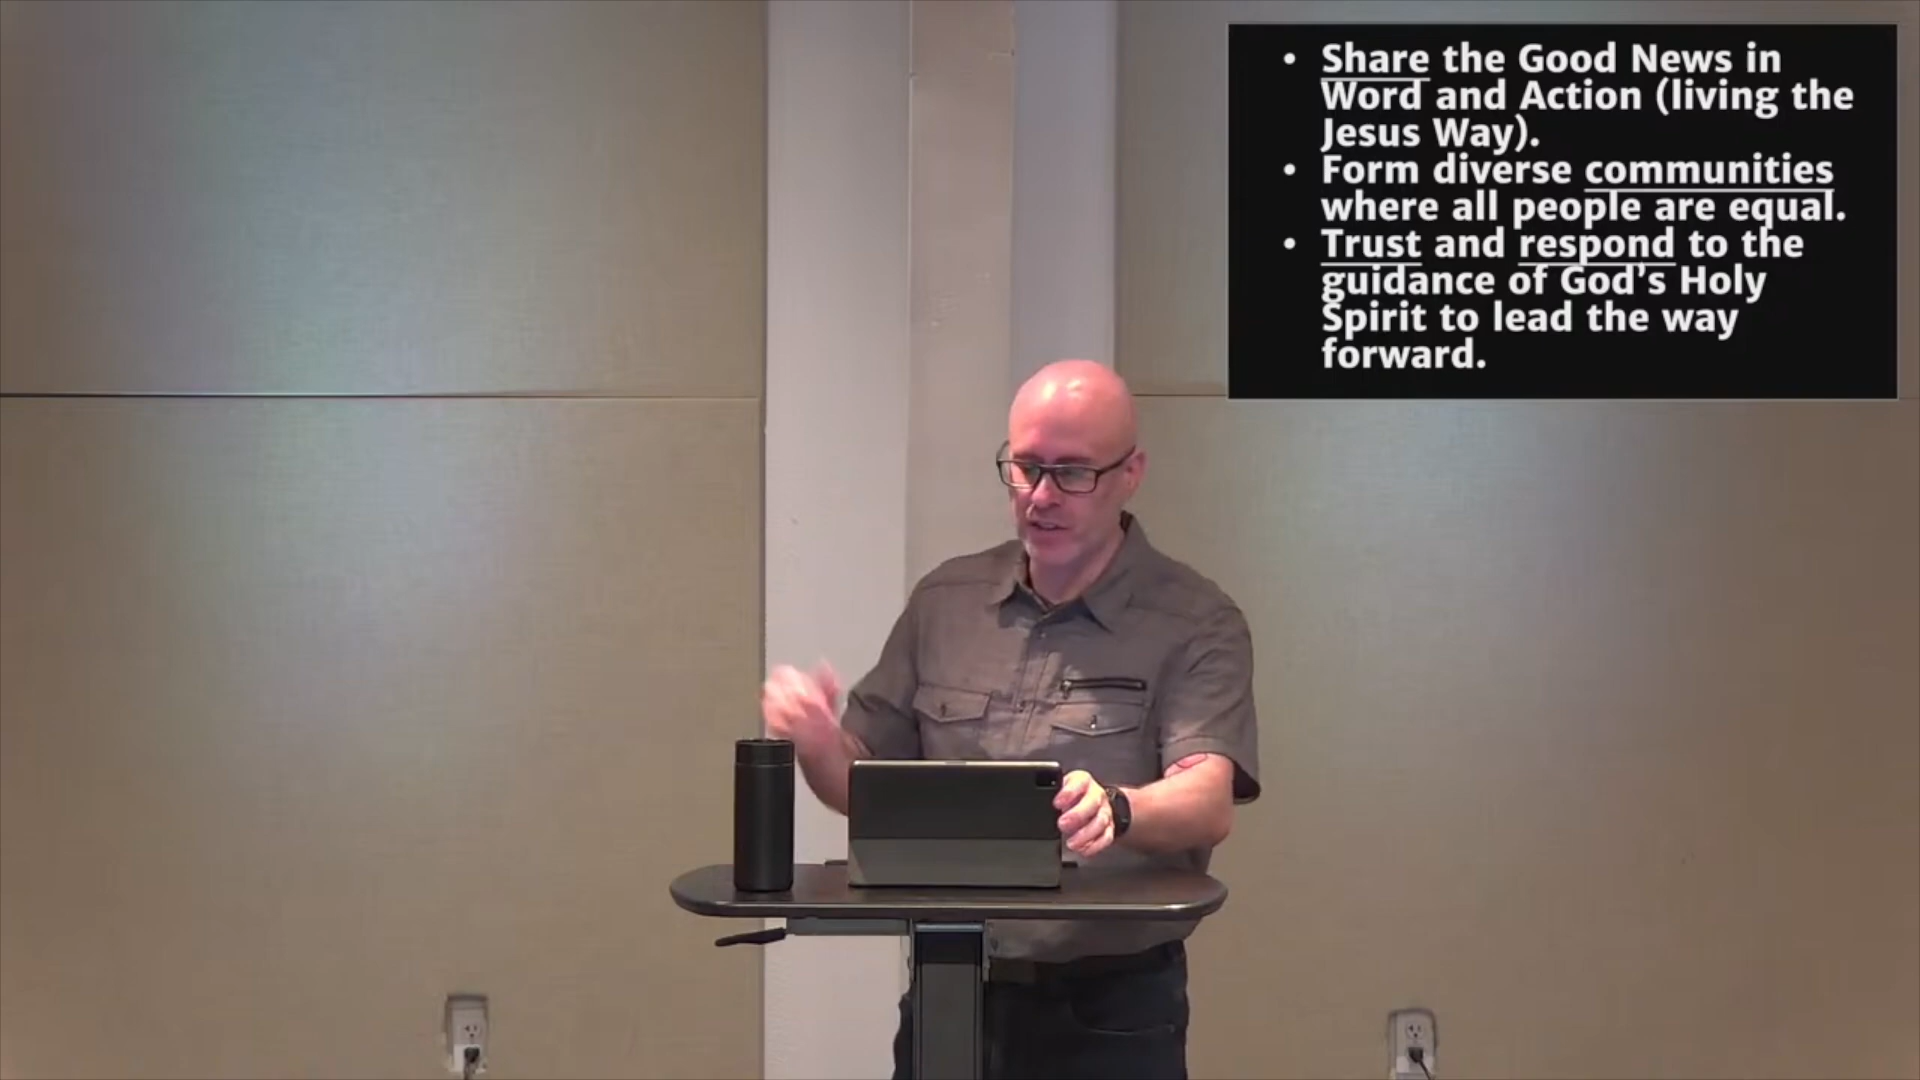 • Share the Good News in
Word and Action (living the
Jesus Way).
• Form diverse communities
where all people are equal.
• Trust and respond to the
guidance of God's Holy
Spirit to lead the way
forward.